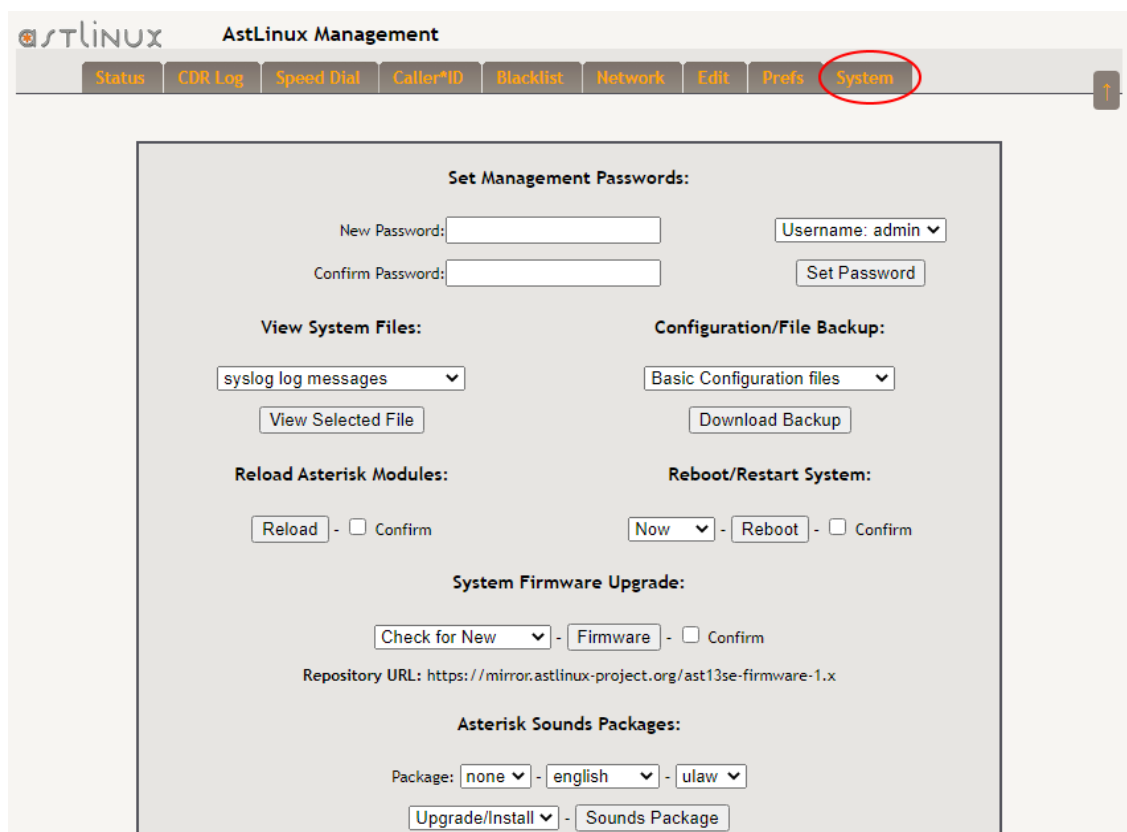 astlinux AstLinux Management
Status CDR Log Speed Dial Caller*ID Blacklist Network Edit Prefs System
↑
Set Management Passwords:
New Password: Username: admin
Confirm Password: Set Password
View System Files: Configuration/File Backup:
syslog log messages Basic Configuration files
View Selected File Download Backup
Reload Asterisk Modules: Reboot/Restart System:
Reload - Confirm Now - Reboot - Confirm
System Firmware Upgrade:
Check for New - Firmware - Confirm
Repository URL: https://mirror.astlinux-project.org/ast13se-firmware-1.x
Asterisk Sounds Packages:
Package: none - english - ulaw
Upgrade/Install - Sounds Package